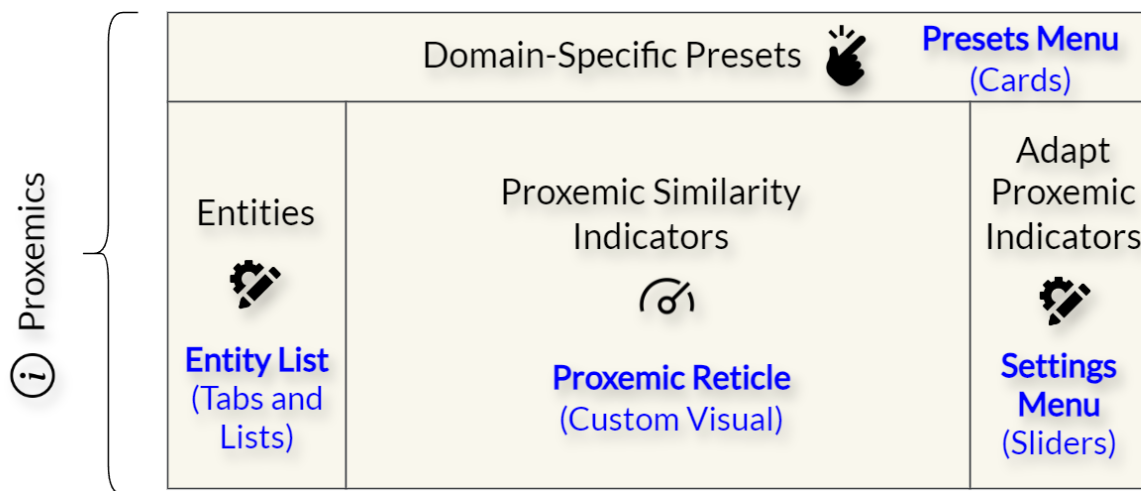 Proxemics
Domain-Specific Presets
Presets Menu
(Cards)
Entities
Entity List
(Tabs and
Lists)
Proxemic Similarity
Indicators
Proxemic Reticle
(Custom Visual)
Adapt
Proxemic
Indicators
Settings
Menu
(Sliders)